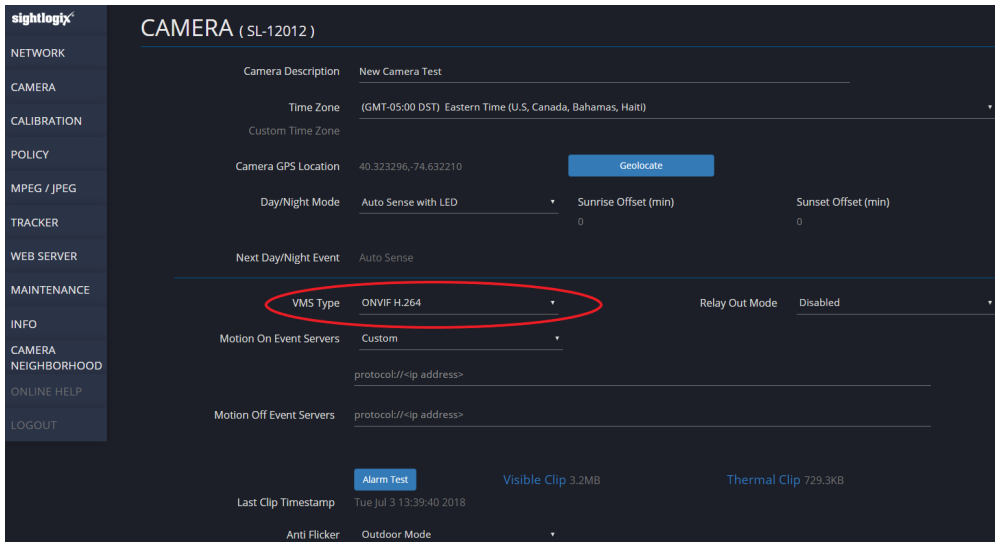 sightlogix
CAMERA ( SL-12012 )
NETWORK
CAMERA
CALIBRATION
POLICY
MPEG / JPEG
TRACKER
WEB SERVER
MAINTENANCE
INFO
CAMERA
NEIGHBORHOOD
ONLINE HELP
LOGOUT
Camera Description New Camera Test
Time Zone (GMT-05:00 DST) Eastern Time (U.S, Canada, Bahamas, Haiti)
Custom Time Zone
Camera GPS Location 40.323296,-74.632210 Geolocate
Day/Night Mode Auto Sense with LED Sunrise Offset (min) Sunset Offset (min)
0 0
Next Day/Night Event Auto Sense
VMS Type ONVIF H.264 Relay Out Mode Disabled
Motion On Event Servers Custom
protocol://<ip address>
Motion Off Event Servers protocol://<ip address>
Alarm Test Visible Clip 3.2MB Thermal Clip 729.3KB
Last Clip Timestamp Tue Jul 3 13:39:40 2018
Anti Flicker Outdoor Mode